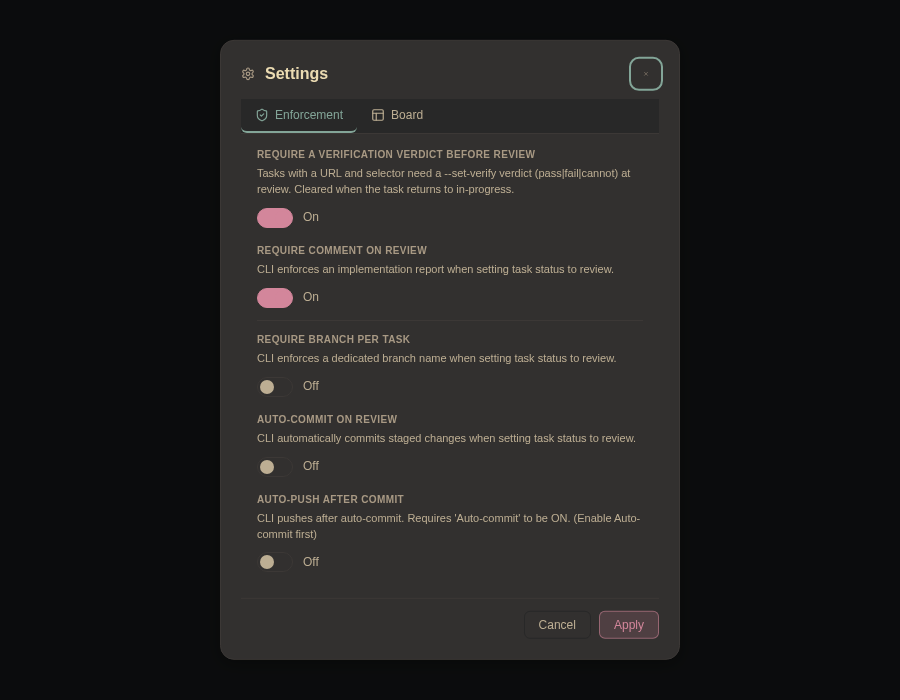 Settings
×
Enforcement
Board
REQUIRE A VERIFICATION VERDICT BEFORE REVIEW
Tasks with a URL and selector need a --set-verify verdict (pass|fail|cannot) at
review. Cleared when the task returns to in-progress.
On
REQUIRE COMMENT ON REVIEW
CLI enforces an implementation report when setting task status to review.
On
REQUIRE BRANCH PER TASK
CLI enforces a dedicated branch name when setting task status to review.
Off
AUTO-COMMIT ON REVIEW
CLI automatically commits staged changes when setting task status to review.
Off
AUTO-PUSH AFTER COMMIT
CLI pushes after auto-commit. Requires 'Auto-commit' to be ON. (Enable Auto-
commit first)
Off
Cancel
Apply